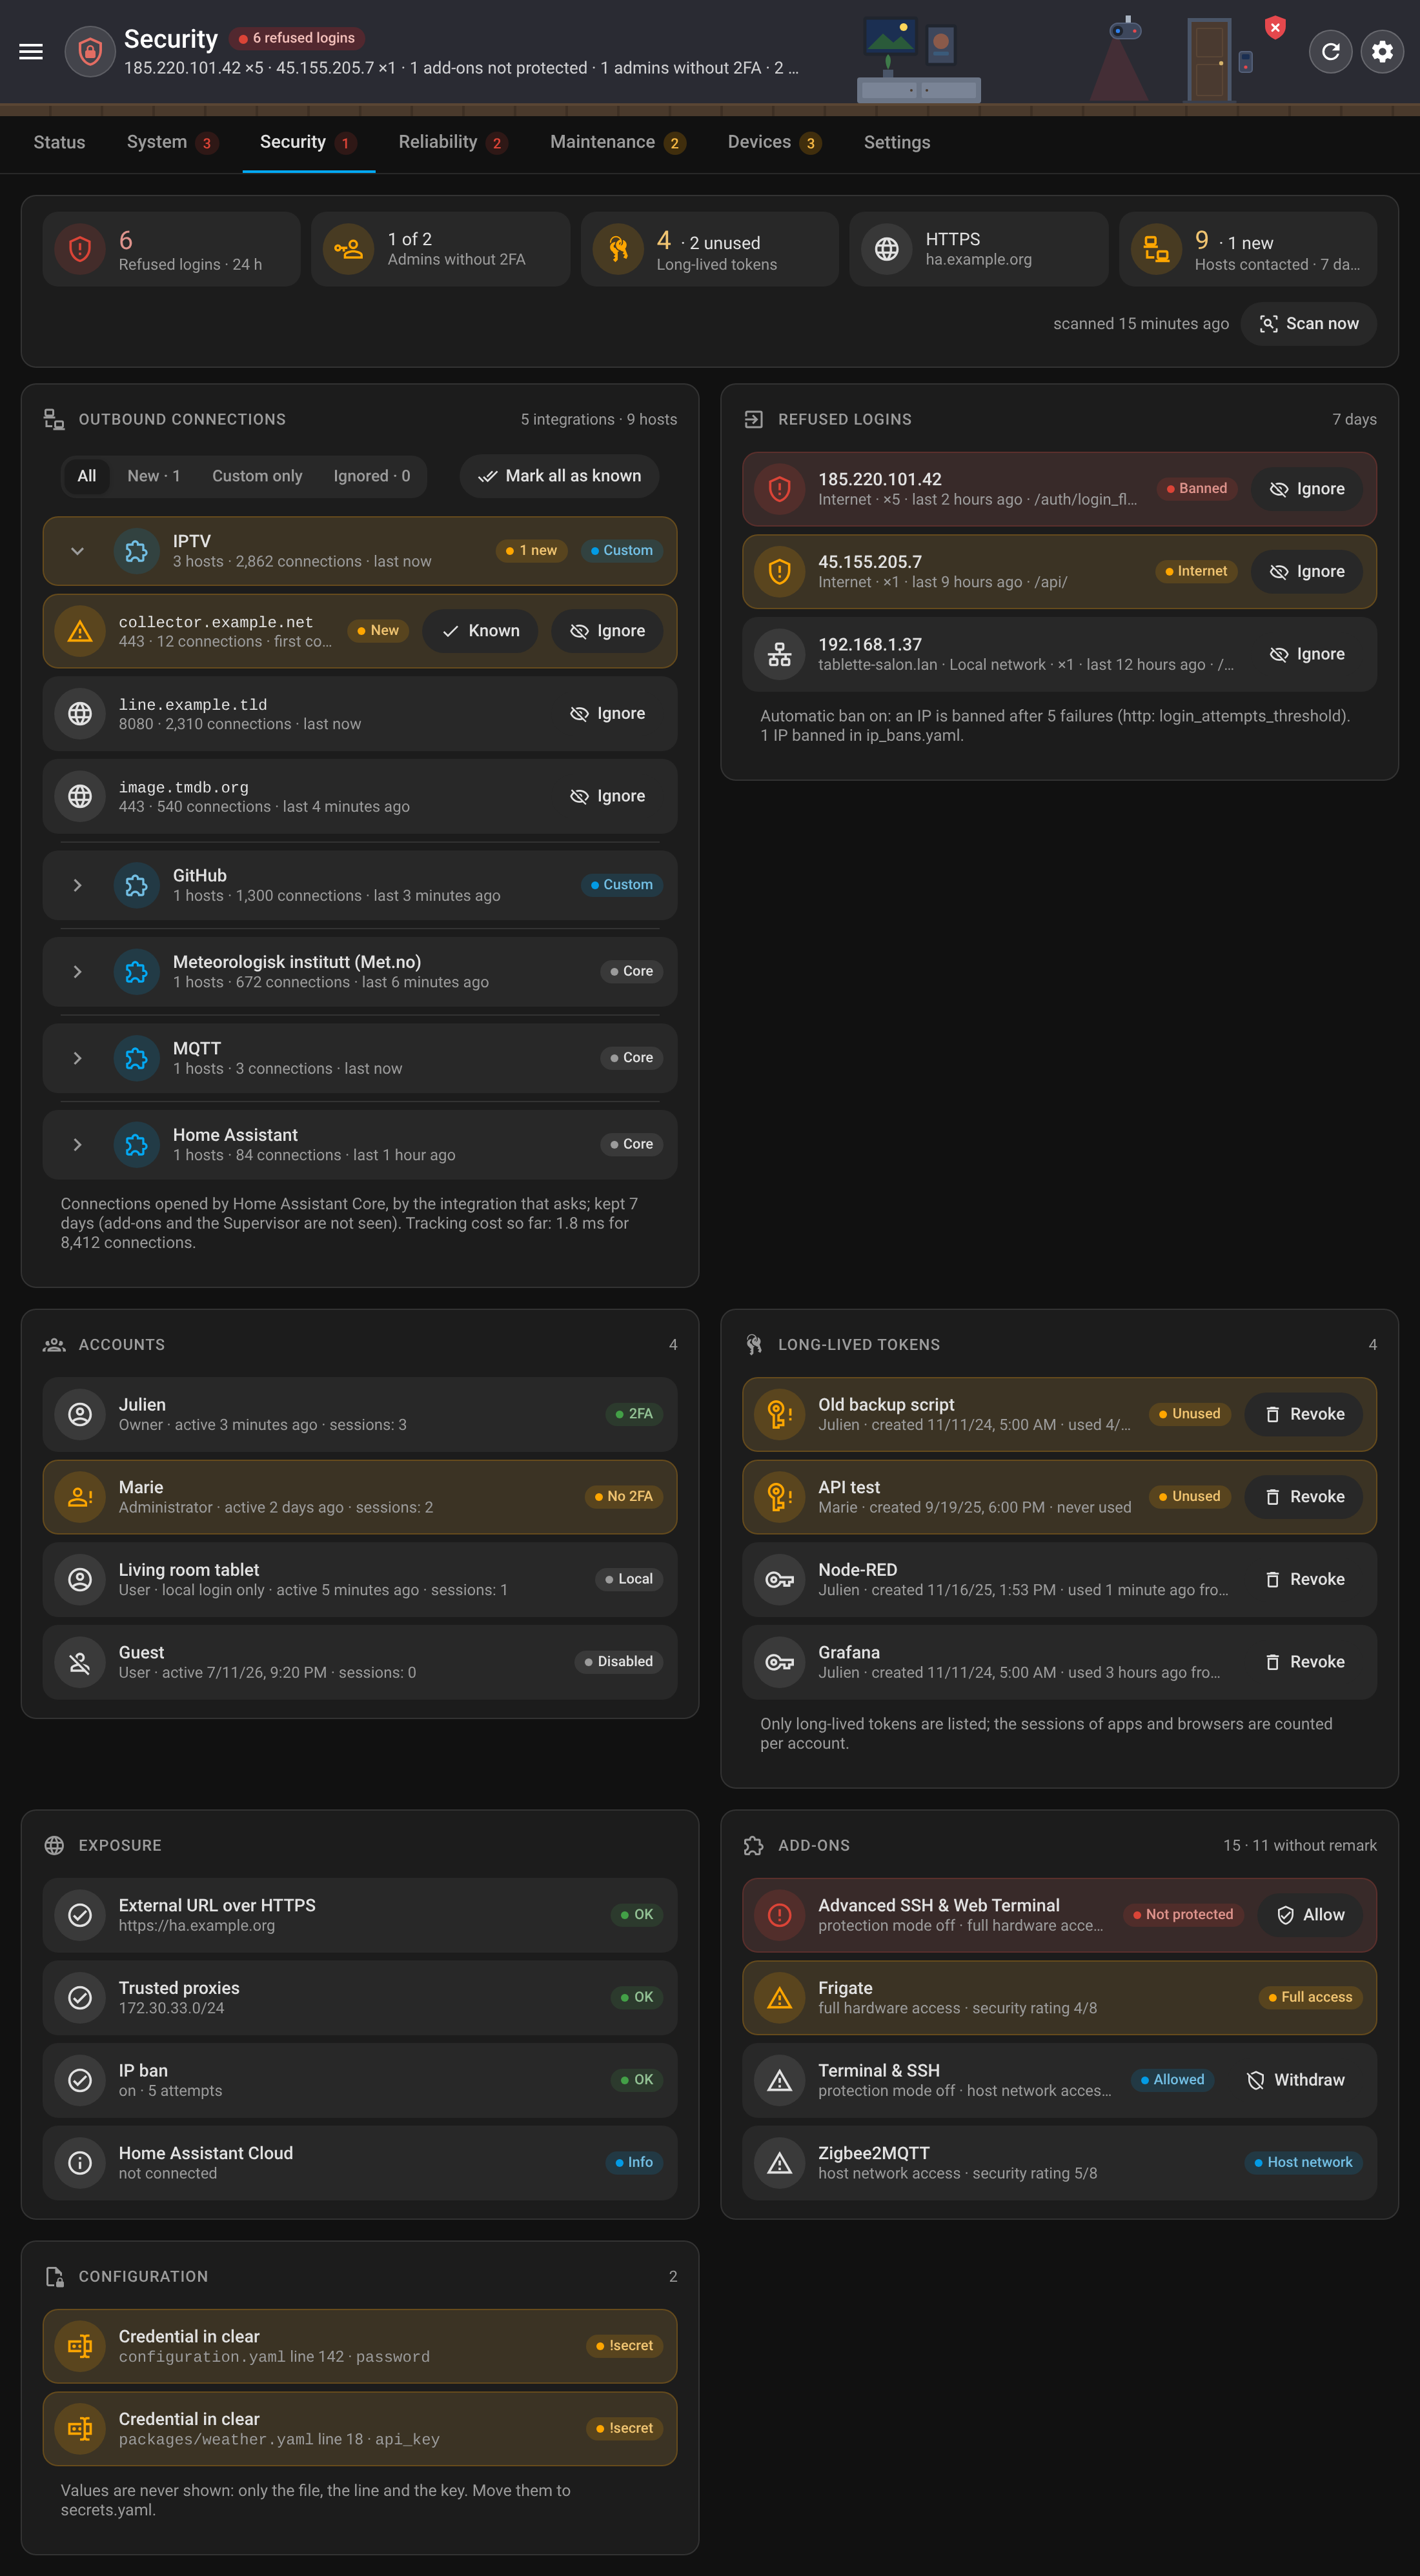 Security
6 refused logins
185.220.101.42 ×5 · 45.155.205.7 ×1 · 1 add-ons not protected · 1 admins without 2FA · 2 ...
Status
System 3
Security 1
Reliability 2
Maintenance 2
Devices 3
Settings
6
Refused logins · 24 h
1 of 2
Admins without 2FA
4 · 2 unused
Long-lived tokens
HTTPS
ha.example.org
9 · 1 new
Hosts contacted · 7 da...
scanned 15 minutes ago
Scan now
OUTBOUND CONNECTIONS
5 integrations · 9 hosts
All
New · 1
Custom only
Ignored · 0
Mark all as known
IPTV
3 hosts · 2,862 connections · last now
1 new
Custom
collector.example.net
443 · 12 connections · first co...
New
Known
Ignore
line.example.tld
8080 · 2,310 connections · last now
Ignore
image.tmdb.org
443 · 540 connections · last 4 minutes ago
Ignore
GitHub
1 hosts · 1,300 connections · last 3 minutes ago
Custom
Meteorologisk institutt (Met.no)
1 hosts · 672 connections · last 6 minutes ago
Core
MQTT
1 hosts · 3 connections · last now
Core
Home Assistant
1 hosts · 84 connections · last 1 hour ago
Core
Connections opened by Home Assistant Core, by the integration that asks; kept 7
days (add-ons and the Supervisor are not seen). Tracking cost so far: 1.8 ms for
8,412 connections.
REFUSED LOGINS
7 days
185.220.101.42
Internet · ×5 · last 2 hours ago · /auth/login_fl...
Banned
Ignore
45.155.205.7
Internet · ×1 · last 9 hours ago · /api/
Internet
Ignore
192.168.1.37
tablette-salon.lan · Local network · ×1 · last 12 hours ago · /...
Ignore
Automatic ban on: an IP is banned after 5 failures (http: login_attempts_threshold).
1 IP banned in ip_bans.yaml.
ACCOUNTS
4
Julien
Owner · active 3 minutes ago · sessions: 3
2FA
Marie
Administrator · active 2 days ago · sessions: 2
No 2FA
Living room tablet
User · local login only · active 5 minutes ago · sessions: 1
Local
Guest
User · active 7/11/26, 9:20 PM · sessions: 0
Disabled
LONG-LIVED TOKENS
4
Old backup script
Julien · created 11/11/24, 5:00 AM · used 4/...
Unused
Revoke
API test
Marie · created 9/19/25, 6:00 PM · never used
Unused
Revoke
Node-RED
Julien · created 11/16/25, 1:53 PM · used 1 minute ago fro...
Revoke
Grafana
Julien · created 11/11/24, 5:00 AM · used 3 hours ago fro...
Revoke
Only long-lived tokens are listed; the sessions of apps and browsers are counted
per account.
EXPOSURE
External URL over HTTPS
https://ha.example.org
OK
Trusted proxies
172.30.33.0/24
OK
IP ban
on · 5 attempts
OK
Home Assistant Cloud
not connected
Info
ADD-ONS
15 · 11 without remark
Advanced SSH & Web Terminal
protection mode off · full hardware acce...
Not protected
Allow
Frigate
full hardware access · security rating 4/8
Full access
Terminal & SSH
protection mode off · host network acces...
Allowed
Withdraw
Zigbee2MQTT
host network access · security rating 5/8
Host network
CONFIGURATION
2
Credential in clear
configuration.yaml line 142 · password
!secret
Credential in clear
packages/weather.yaml line 18 · api_key
!secret
Values are never shown: only the file, the line and the key. Move them to
secrets.yaml.